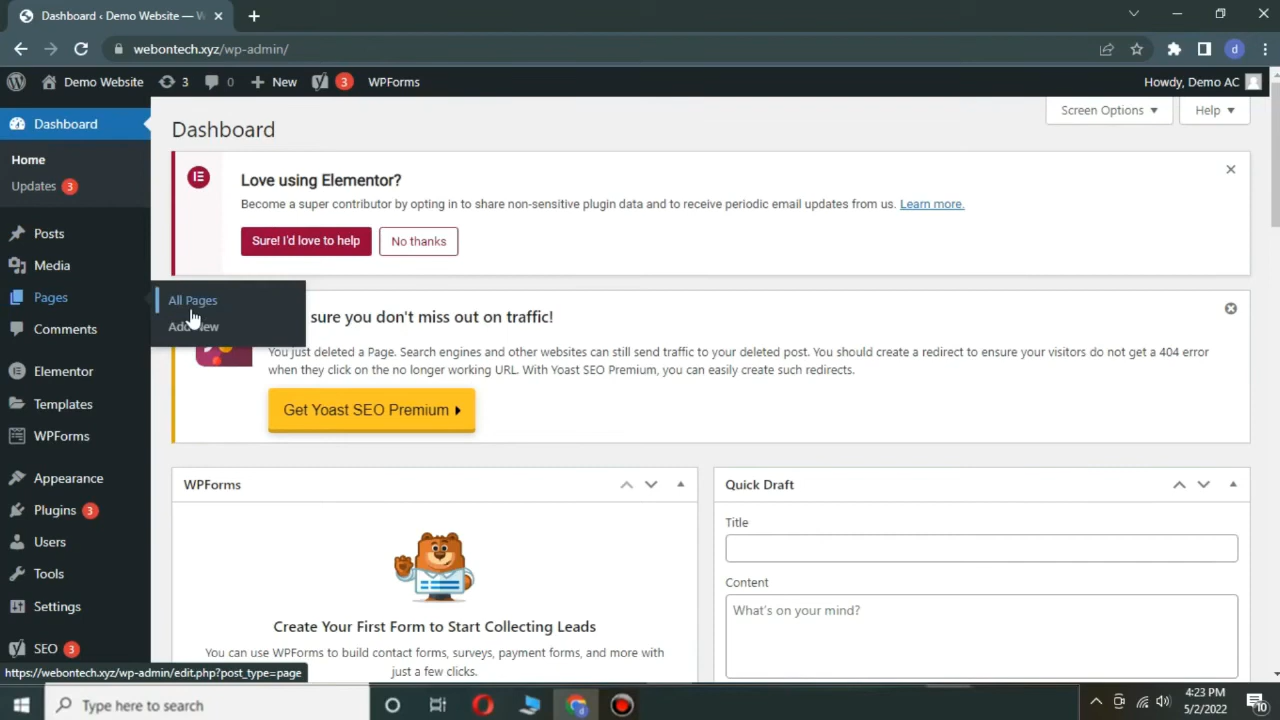 Dashboard ‹ Demo Website — W
webontech.xyz/wp-admin/
d
Demo Website 3 0 New 3 WPForms
Howdy, Demo AC
Dashboard
Home
Updates 3
Posts
Media
Pages
Comments
Elementor
Templates
WPForms
Appearance
Plugins 3
Users
Tools
Settings
SEO 3
All Pages
Add New
Screen Options
Help
Dashboard
Love using Elementor?
Become a super contributor by opting in to share non-sensitive plugin data and to receive periodic email updates from us. Learn more.
Sure! I'd love to help
No thanks
sure you don't miss out on traffic!
You just deleted a Page. Search engines and other websites can still send traffic to your deleted post. You should create a redirect to ensure your visitors do not get a 404 error
when they click on the no longer working URL. With Yoast SEO Premium, you can easily create such redirects.
Get Yoast SEO Premium
WPForms
Create Your First Form to Start Collecting Leads
You can use WPForms to build contact forms, surveys, payment forms, and more with
just a few clicks.
Quick Draft
Title
Content
What's on your mind?
https://webontech.xyz/wp-admin/edit.php?post_type=page
Type here to search
4:23 PM
5/2/2022
10